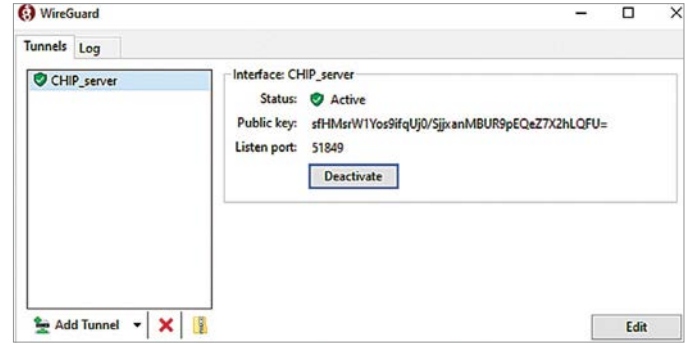 WireGuard
Tunnels Log
CHIP_server
Interface: CHIP_server
Status: Active
Public key: sfHMsrW1Yos9ifqUj0/SjjxanMBUR9pEQeZ7X2hLQFU=
Listen port: 51849
Deactivate
Add Tunnel
Edit